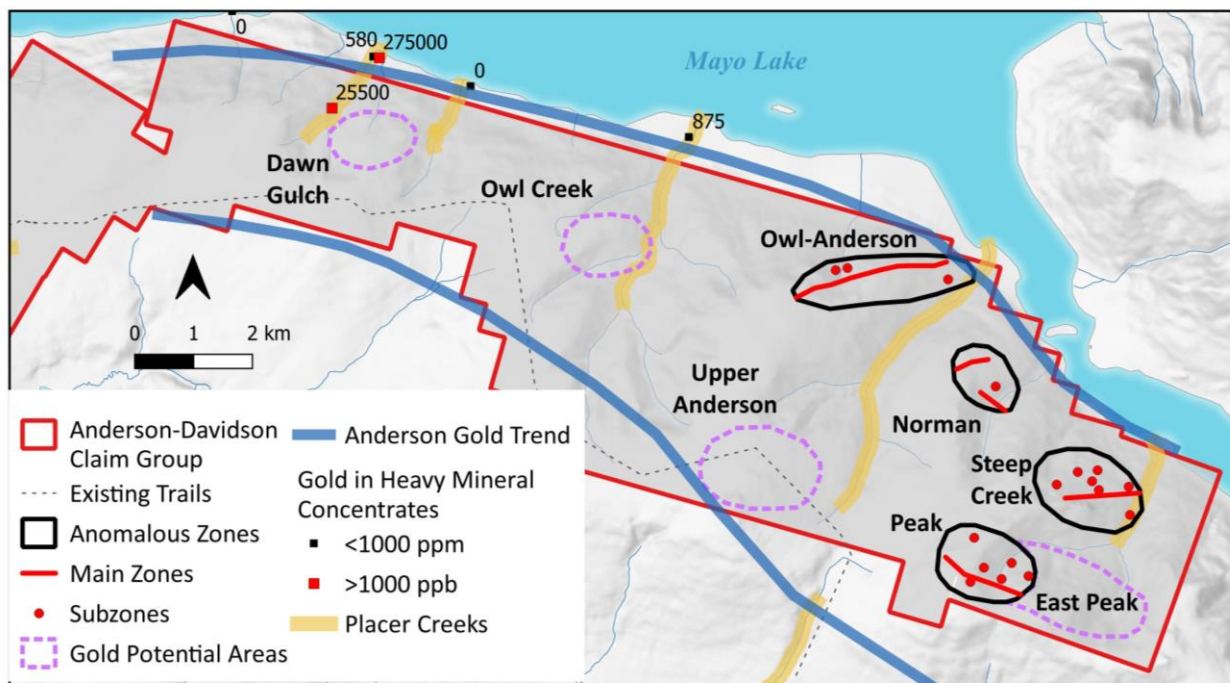 0
580
275000
0
25500
875
Mayo Lake
Dawn
Gulch
Owl Creek
Owl-Anderson
Upper
Anderson
Norman
Steep
Creek
Peak
East Peak
0 1 2 km
Anderson-Davidson
Claim Group
Existing Trails
Anomalous Zones
Main Zones
Subzones
Gold Potential Areas
Anderson Gold Trend
Gold in Heavy Mineral
Concentrates
<1000 ppm
>1000 ppb
Placer Creeks